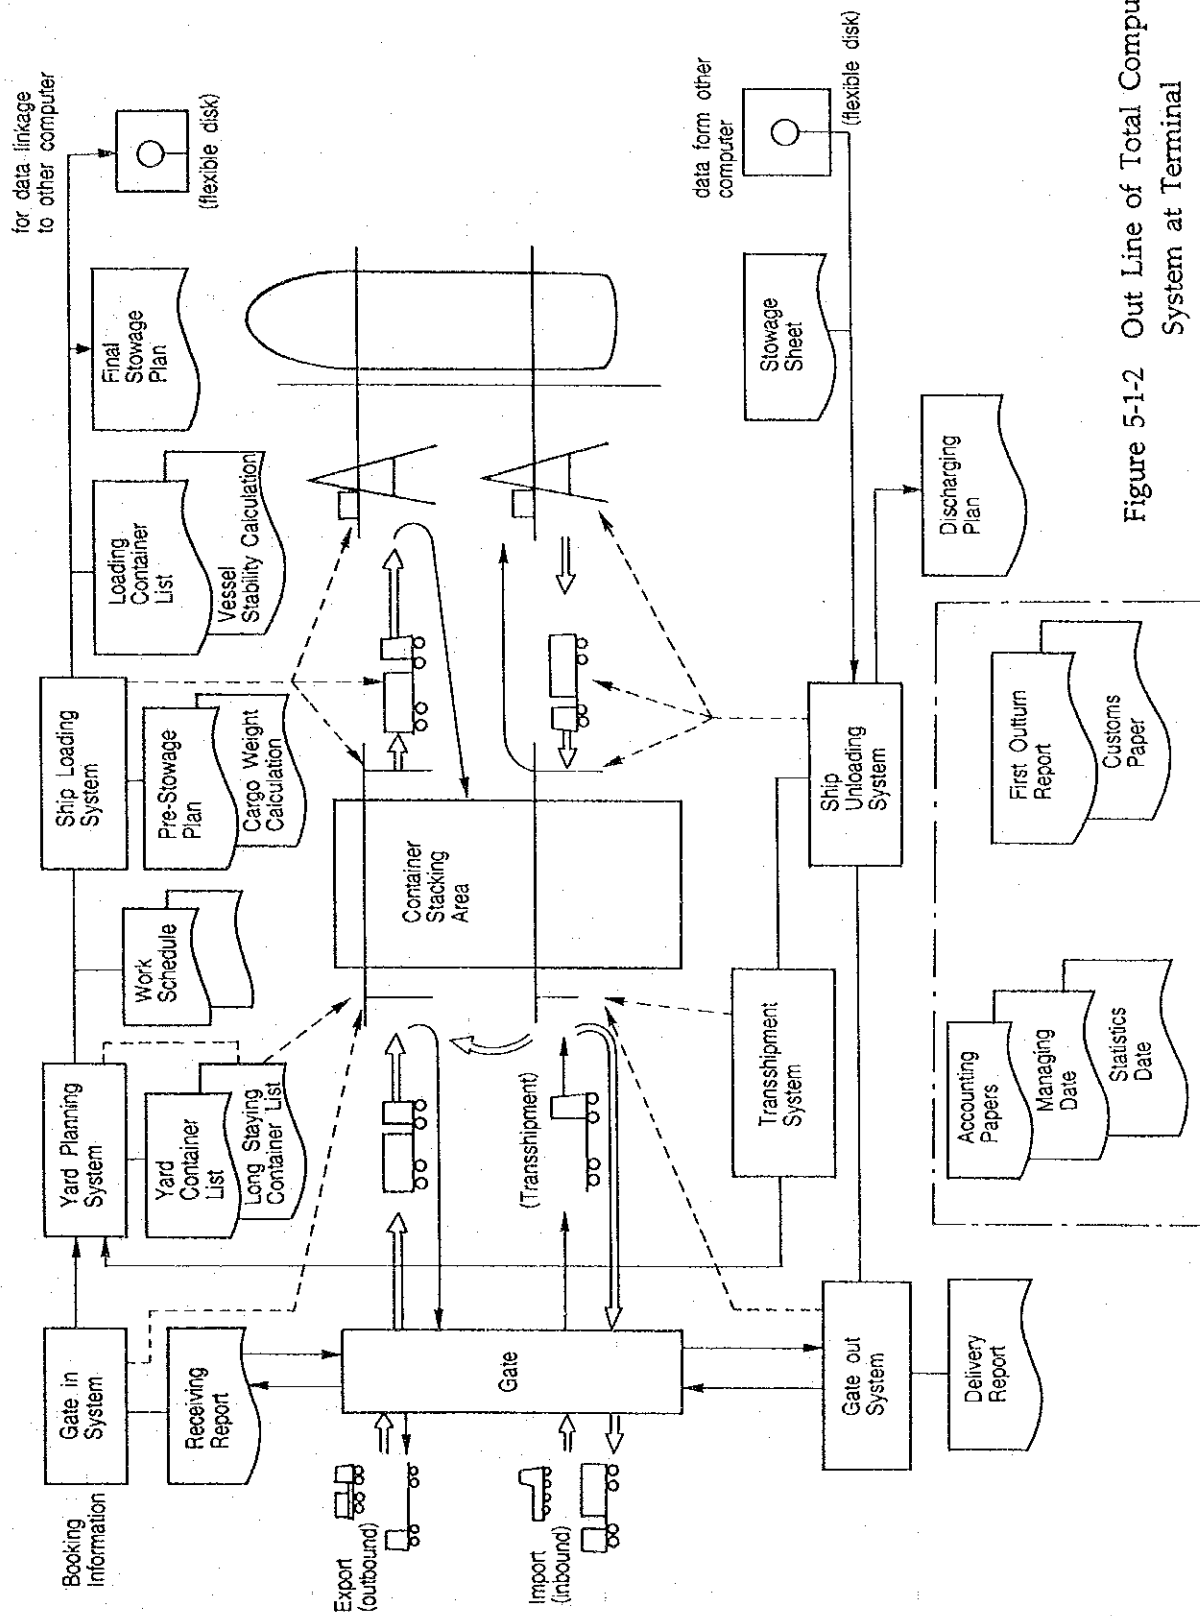 for data linkage
to other computer
(flexible disk)
Final
Stowage
Plan
Loading
Container
List
Vessel
Stability Calculation
Ship Loading
System
Pre-Stowage
Plan
Cargo Weight
Calculation
Work
Schedule
Yard Planning
System
Yard
Container
List
Long Staying
Container List
Gate in
System
Booking
Information
Receiving
Report
Export
(outbound)
Import
(inbound)
Gate
(Transshipment)
Container
Stacking
Area
data form other
computer
(flexible disk)
Stowage
Sheet
Discharging
Plan
Ship
Unloading
System
Transshipment
System
Gate out
System
Delivery
Report
Accounting
Papers
Managing
Date
Statistics
Date
First Outturn
Report
Customs
Paper
Figure 5-1-2 Out Line of Total Compu
System at Terminal